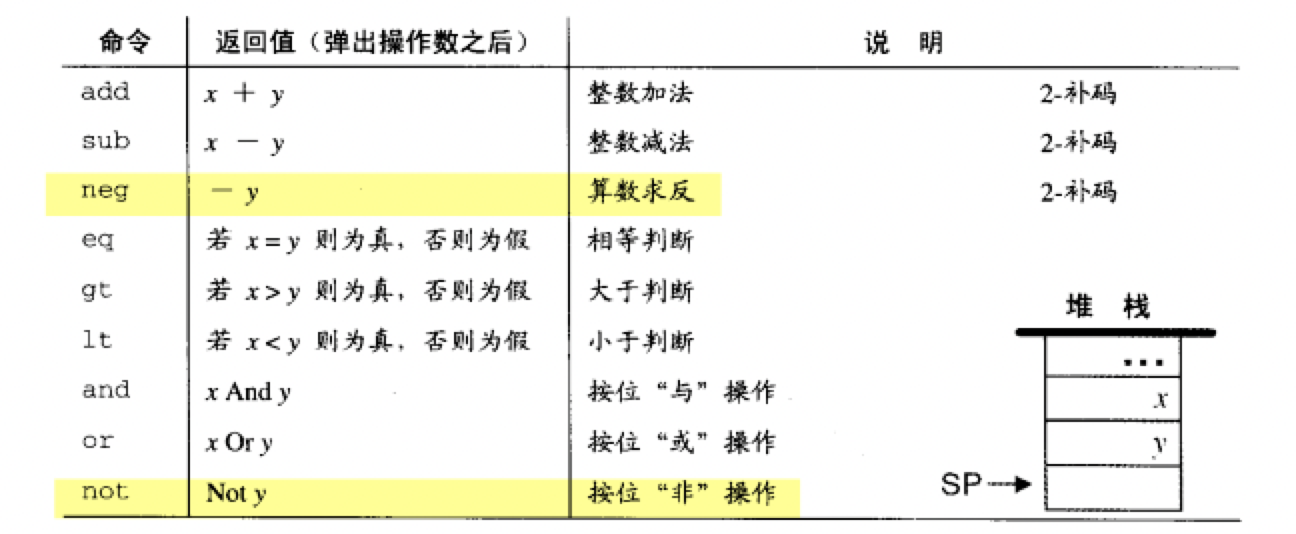 命令 返回值（弹出操作数之后） 说 明
add x + y 整数加法 2-补码
sub x - y 整数减法 2-补码
neg - y 算数求反 2-补码
eq 若 x=y 则为真，否则为假 相等判断
gt 若 x>y 则为真，否则为假 大于判断
lt 若 x<y 则为真，否则为假 小于判断
and x And y 按位“与”操作
or x Or y 按位“或”操作
not Not y 按位“非”操作
堆 栈
...
x
y
SP